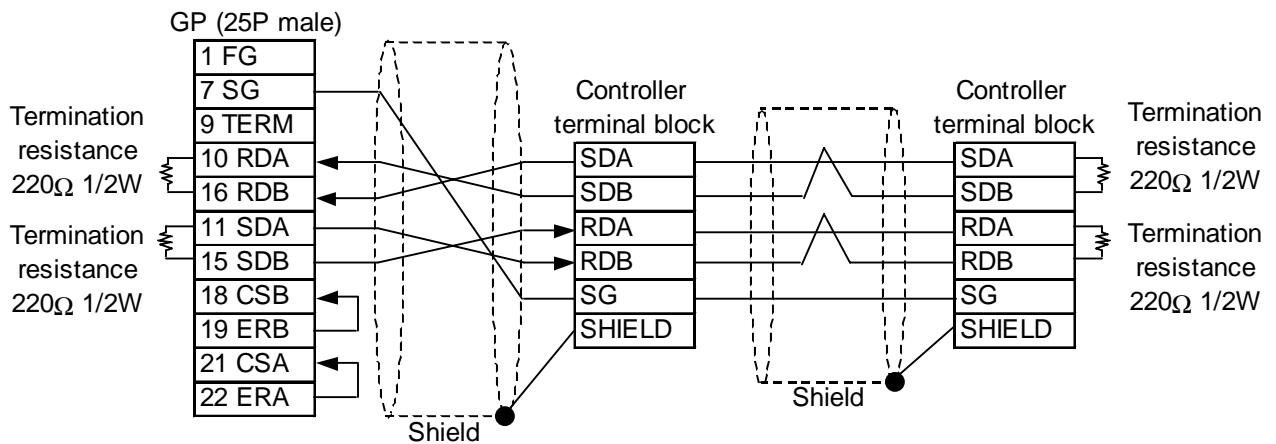 GP (25P male)
1 FG
7 SG
9 TERM
10 RDA
16 RDB
11 SDA
15 SDB
18 CSB
19 ERB
21 CSA
22 ERA
Termination
resistance
220Ω 1/2W
Termination
resistance
220Ω 1/2W
Shield
Controller
terminal block
SDA
SDB
RDA
RDB
SG
SHIELD
Shield
Controller
terminal block
SDA
SDB
RDA
RDB
SG
SHIELD
Termination
resistance
220Ω 1/2W
Termination
resistance
220Ω 1/2W